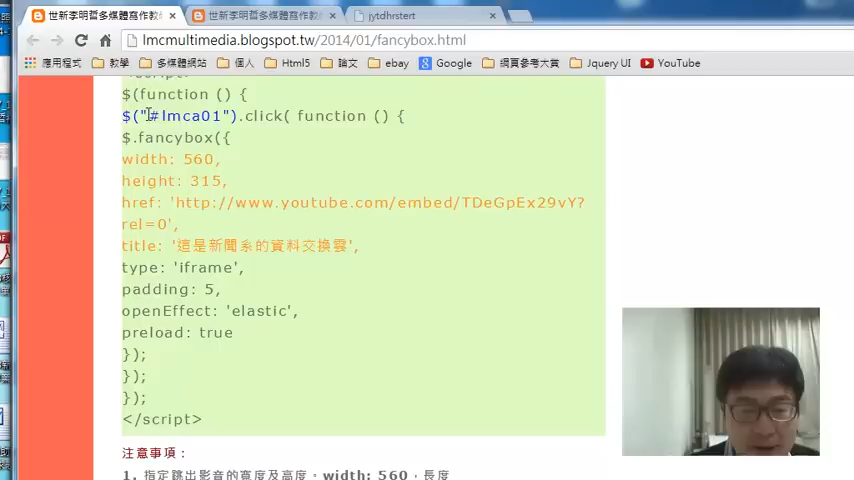 世新李明哲多媒體寫作教 世新李明哲多媒體寫作教學 jytdhrstert
lmcmultimedia.blogspot.tw/2014/01/fancybox.html
應用程式 教學 多媒體網站 個人 Html5 論文 ebay Google 網頁參考大賞 Jquery UI YouTube
$(function () {
$("#lmca01").click( function () {
$.fancybox({
width: 560,
height: 315,
href: 'http://www.youtube.com/embed/TDeGpEx29vY?
rel=0',
title: '這是新聞系的資料交換雲',
type: 'iframe',
padding: 5,
openEffect: 'elastic',
preload: true
});
});
});
</script>
注意事項：
1. 指定跳出影音的寬度及高度。width: 560，長度